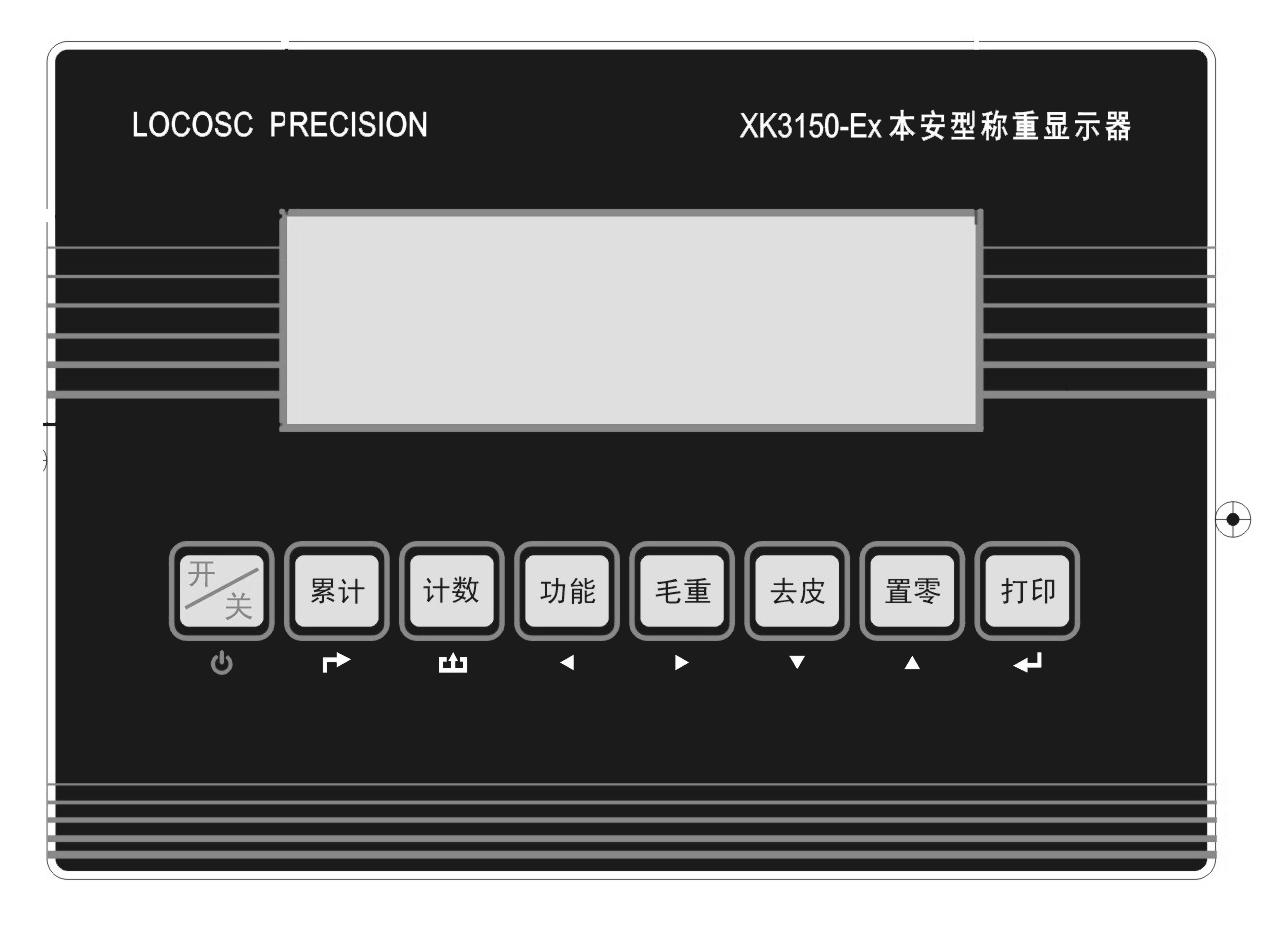 LOCOSC PRECISION
XK3150-Ex本安型称重显示器
开/关
累计
计数
功能
毛重
去皮
置零
打印